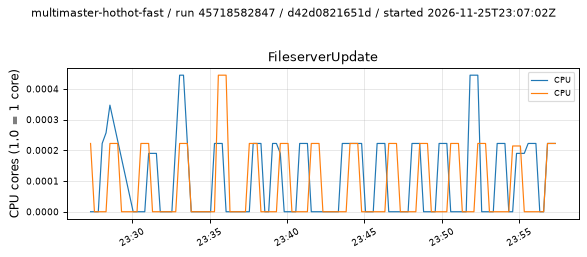 multimaster-hothot-fast / run 45718582847 / d42d0821651d / started 2026-11-25T23:07:02Z
FileserverUpdate
CPU cores (1.0 = 1 core)
0.0004
0.0003
0.0002
0.0001
0.0000
CPU
CPU
23:30
23:35
23:40
23:45
23:50
23:55